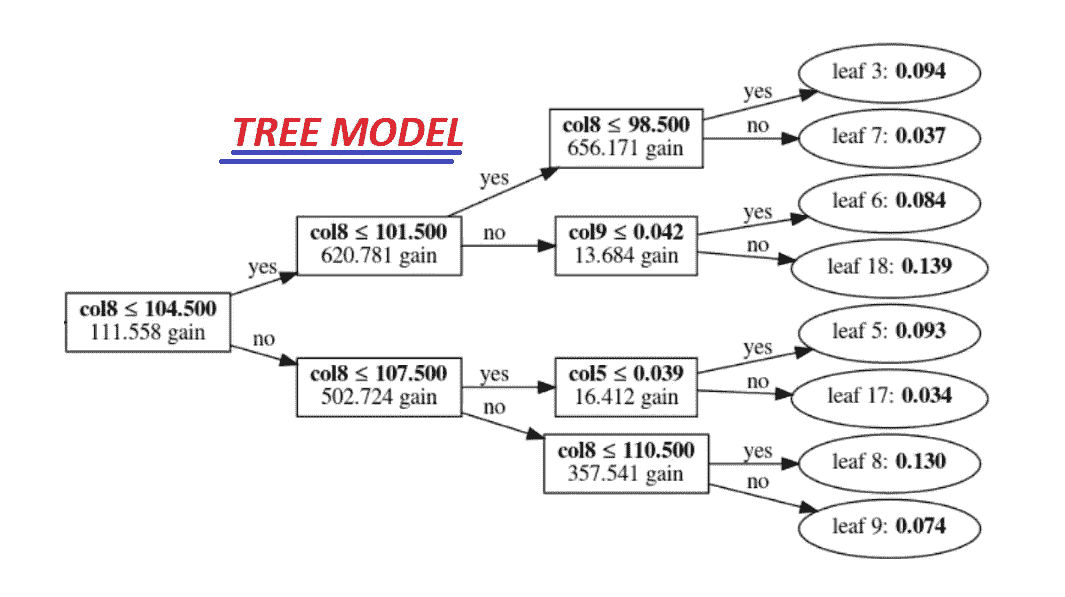 TREE MODEL
col8 ≤ 104.500
111.558 gain
yes
no
col8 ≤ 101.500
620.781 gain
yes
no
col8 ≤ 107.500
502.724 gain
yes
no
col8 ≤ 98.500
656.171 gain
yes
no
col9 ≤ 0.042
13.684 gain
yes
no
col5 ≤ 0.039
16.412 gain
yes
no
col8 ≤ 110.500
357.541 gain
yes
no
leaf 3: 0.094
leaf 7: 0.037
leaf 6: 0.084
leaf 18: 0.139
leaf 5: 0.093
leaf 17: 0.034
leaf 8: 0.130
leaf 9: 0.074